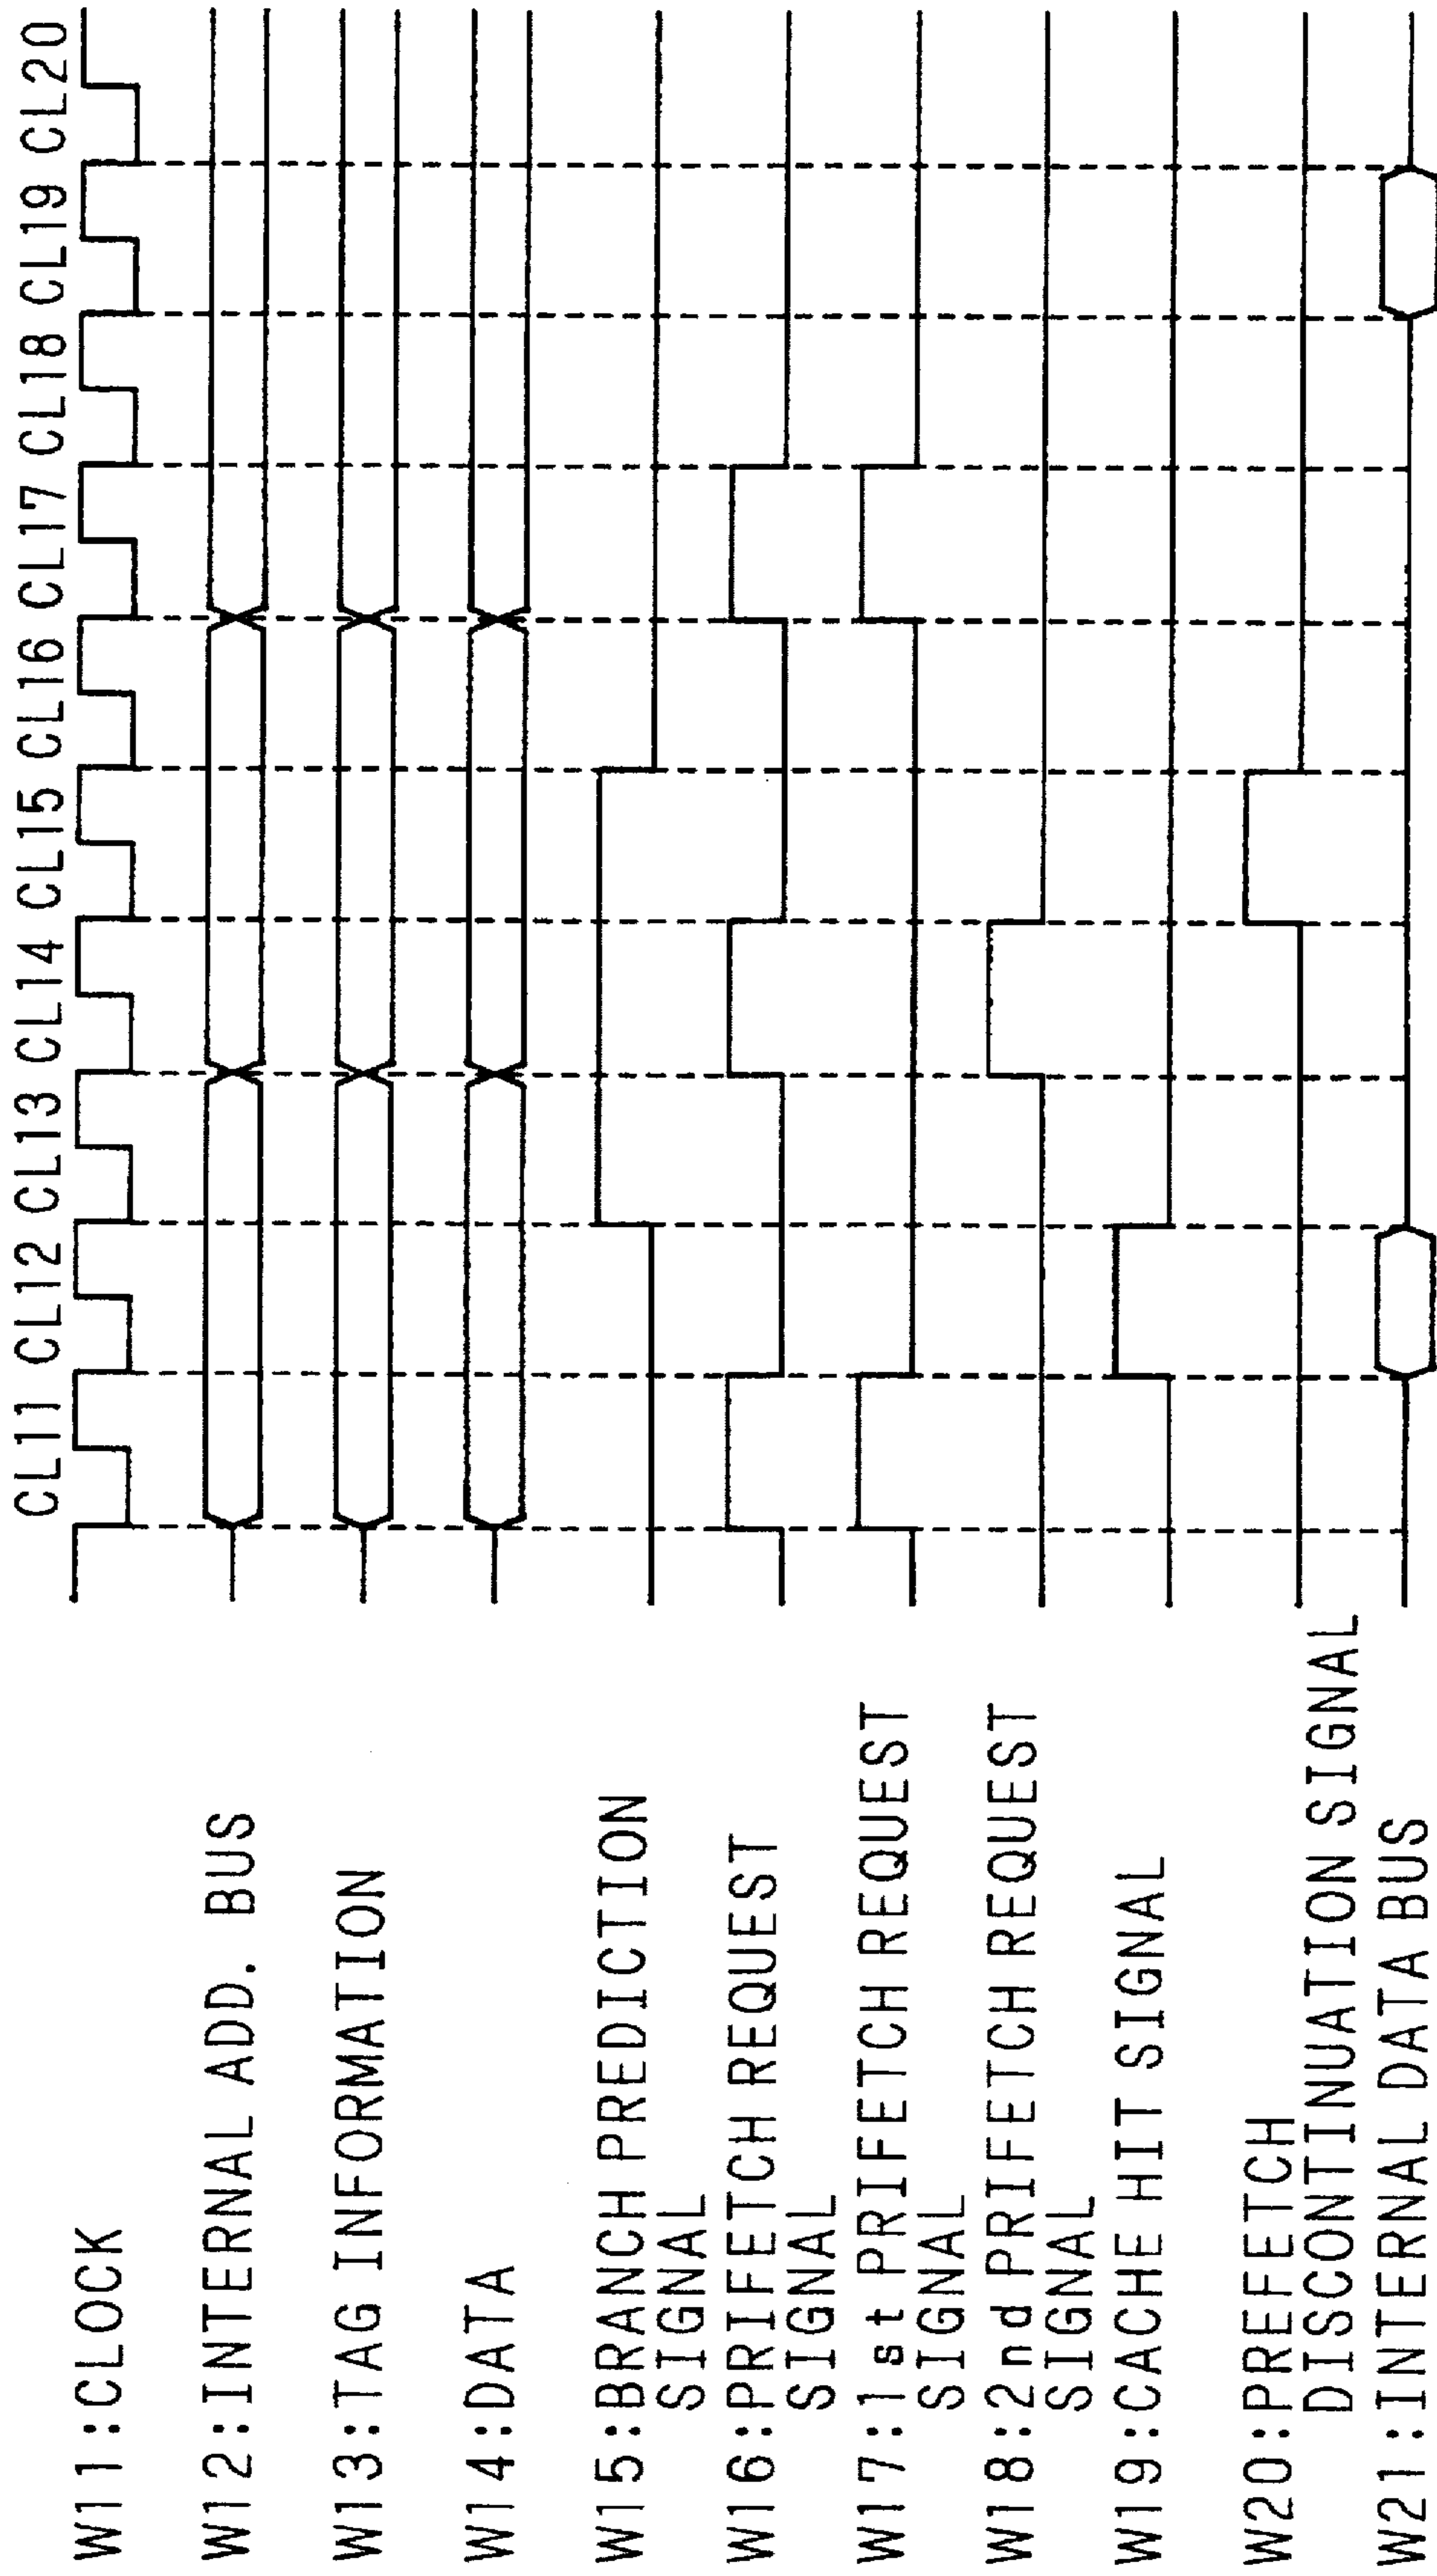 CL11 CL12 CL13 CL14 CL15 CL16 CL17 CL18 CL19 CL20
W11:CLOCK
W12:INTERNAL ADD. BUS
W13:TAG INFORMATION
W14:DATA
W15:BRANCH PREDICTION
SIGNAL
W16:PRIFETCH REQUEST
SIGNAL
W17:1st PRIFETCH REQUEST
SIGNAL
W18:2nd PRIFETCH REQUEST
SIGNAL
W19:CACHE HIT SIGNAL
W20:PREFETCH
DISCONTINUATION SIGNAL
W21:INTERNAL DATA BUS